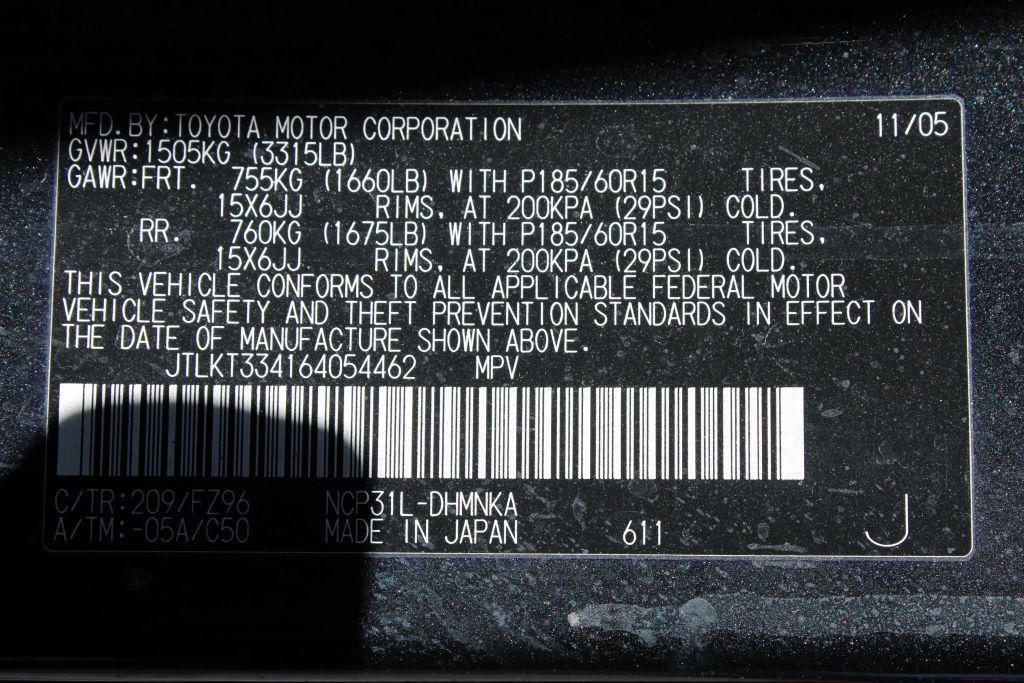 MFD. BY: TOYOTA MOTOR CORPORATION 11/05
GVWR: 1505KG (3315LB)
GAWR: FRT. 755KG (1660LB) WITH P185/60R15 TIRES,
15X6JJ RIMS, AT 200KPA (29PSI) COLD.
RR. 760KG (1675LB) WITH P185/60R15 TIRES,
15X6JJ RIMS, AT 200KPA (29PSI) COLD.
THIS VEHICLE CONFORMS TO ALL APPLICABLE FEDERAL MOTOR
VEHICLE SAFETY AND THEFT PREVENTION STANDARDS IN EFFECT ON
THE DATE OF MANUFACTURE SHOWN ABOVE.
JTLKT334164054462 MPV
C/TR: 209/FZ96 NCP31L-DHMNKA
A/TM: -05A/C50 MADE IN JAPAN 611 J